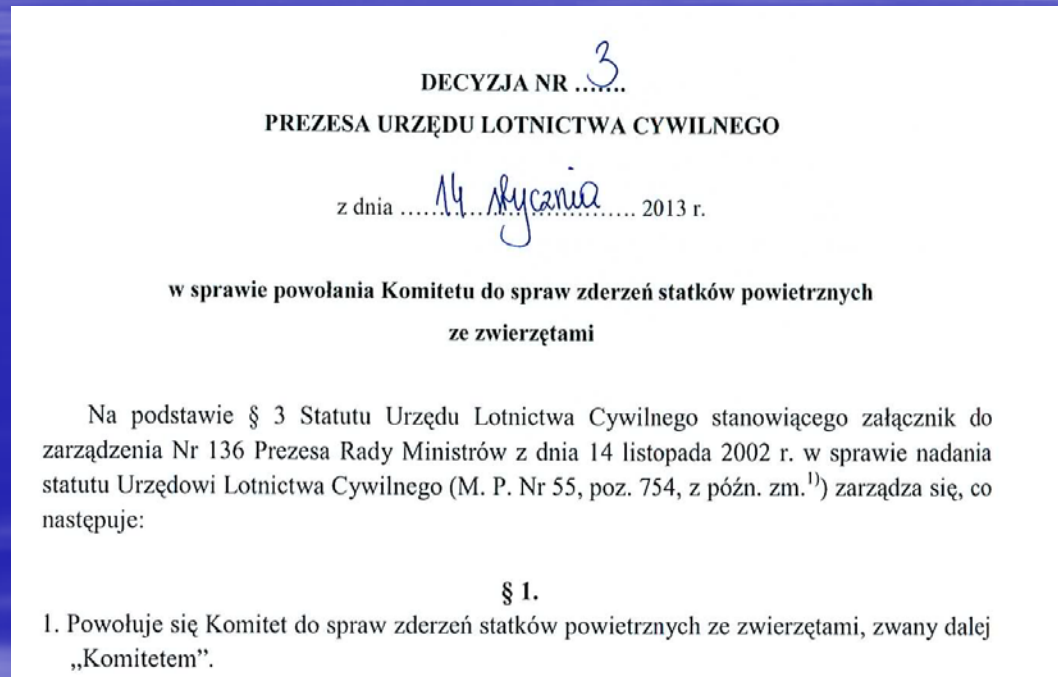 DECYZJA NR ...3....
PREZESA URZĘDU LOTNICTWA CYWILNEGO
z dnia ....14 stycznia.... 2013 r.
w sprawie powołania Komitetu do spraw zderzeń statków powietrznych
ze zwierzętami
Na podstawie § 3 Statutu Urzędu Lotnictwa Cywilnego stanowiącego załącznik do
zarządzenia Nr 136 Prezesa Rady Ministrów z dnia 14 listopada 2002 r. w sprawie nadania
statutu Urzędowi Lotnictwa Cywilnego (M. P. Nr 55, poz. 754, z późn. zm.¹⁾) zarządza się, co
następuje:
§ 1.
1. Powołuje się Komitet do spraw zderzeń statków powietrznych ze zwierzętami, zwany dalej
„Komitetem”.